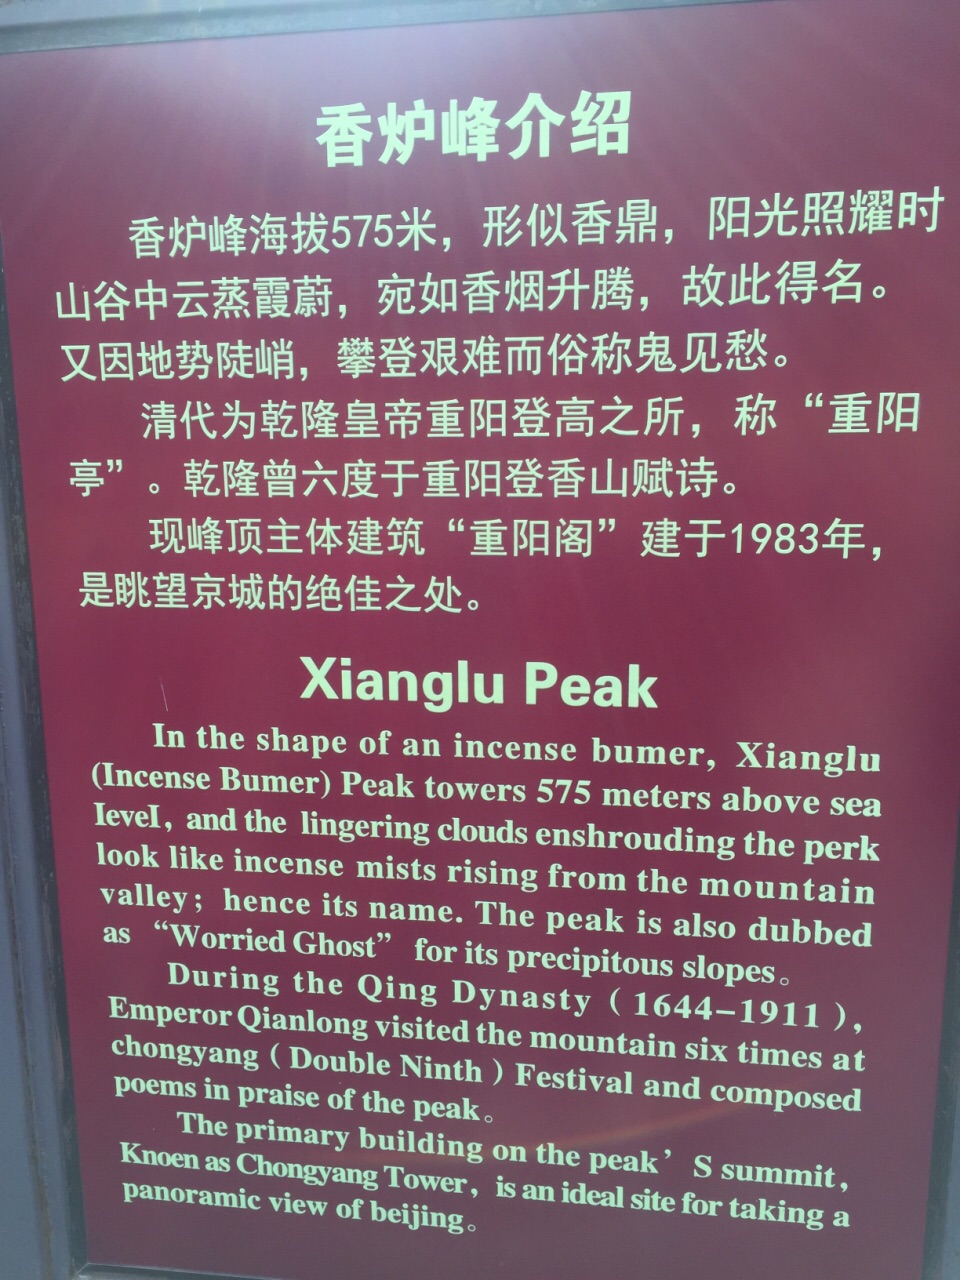 香炉峰介绍
香炉峰海拔575米，形似香鼎，阳光照耀时
山谷中云蒸霞蔚，宛如香烟升腾，故此得名。
又因地势陡峭，攀登艰难而俗称鬼见愁。
清代为乾隆皇帝重阳登高之所，称“重阳
亭”。乾隆曾六度于重阳登香山赋诗。
现峰顶主体建筑“重阳阁”建于1983年，
是眺望京城的绝佳之处。
Xianglu Peak
In the shape of an incense bumer, Xianglu
(Incense Bumer) Peak towers 575 meters above sea
IeveI, and the lingering clouds enshrouding the perk
look like incense mists rising from the mountain
valley; hence its name. The peak is also dubbed
as “Worried Ghost” for its precipitous slopes。
During the Qing Dynasty (1644-1911),
Emperor Qianlong visited the mountain six times at
chongyang (Double Ninth) Festival and composed
poems in praise of the peak。
The primary building on the peak’S summit,
Knoen as Chongyang Tower, is an ideal site for taking a
panoramic view of beijing。